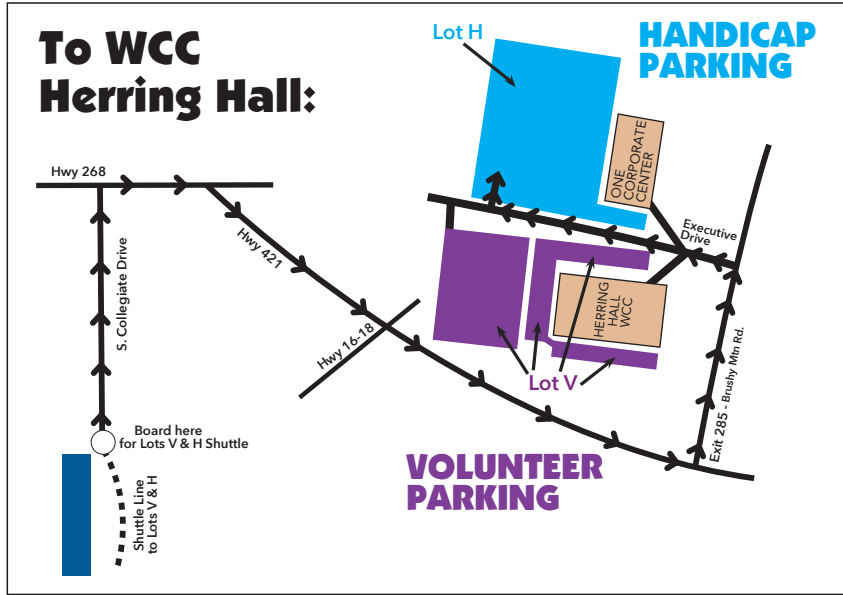 To WCC
Herring Hall:
Lot H
HANDICAP
PARKING
ONE
CORPORATE
CENTER
Hwy 268
Executive
Drive
Hwy 421
S. Collegiate Drive
HERRING
HALL
WCC
Hwy 16-18
Exit 285 - Brushy Mtn Rd.
Lot V
Board here
for Lots V & H Shuttle
VOLUNTEER
PARKING
Shuttle Line
to Lots V & H